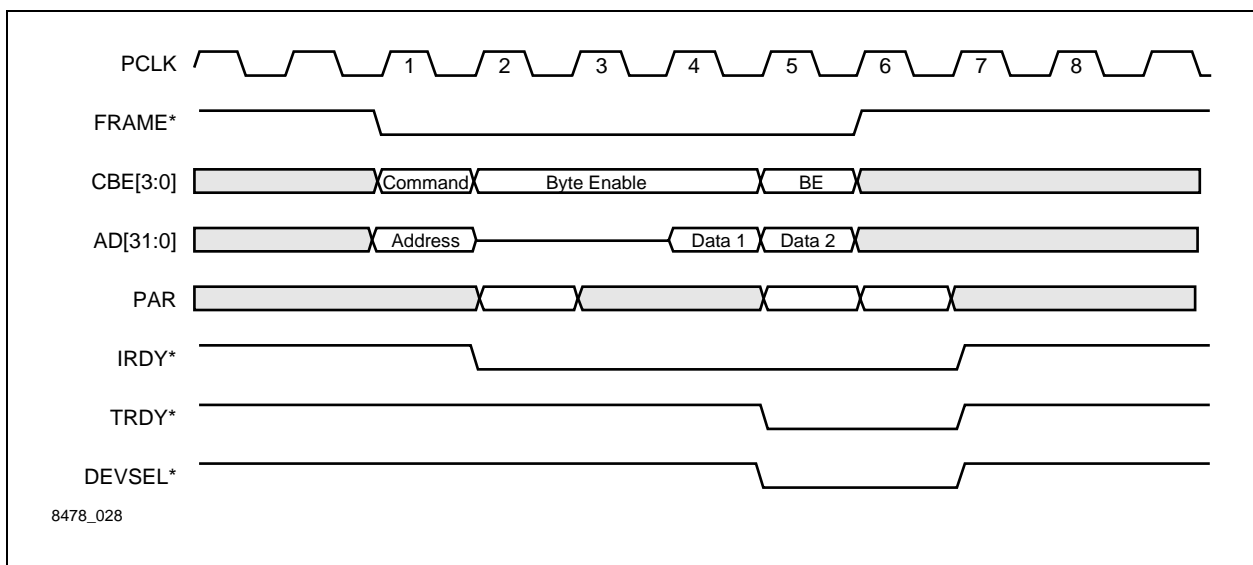 PCLK 1 2 3 4 5 6 7 8
FRAME*
CBE[3:0] Command Byte Enable BE
AD[31:0] Address Data 1 Data 2
PAR
IRDY*
TRDY*
DEVSEL*
8478_028